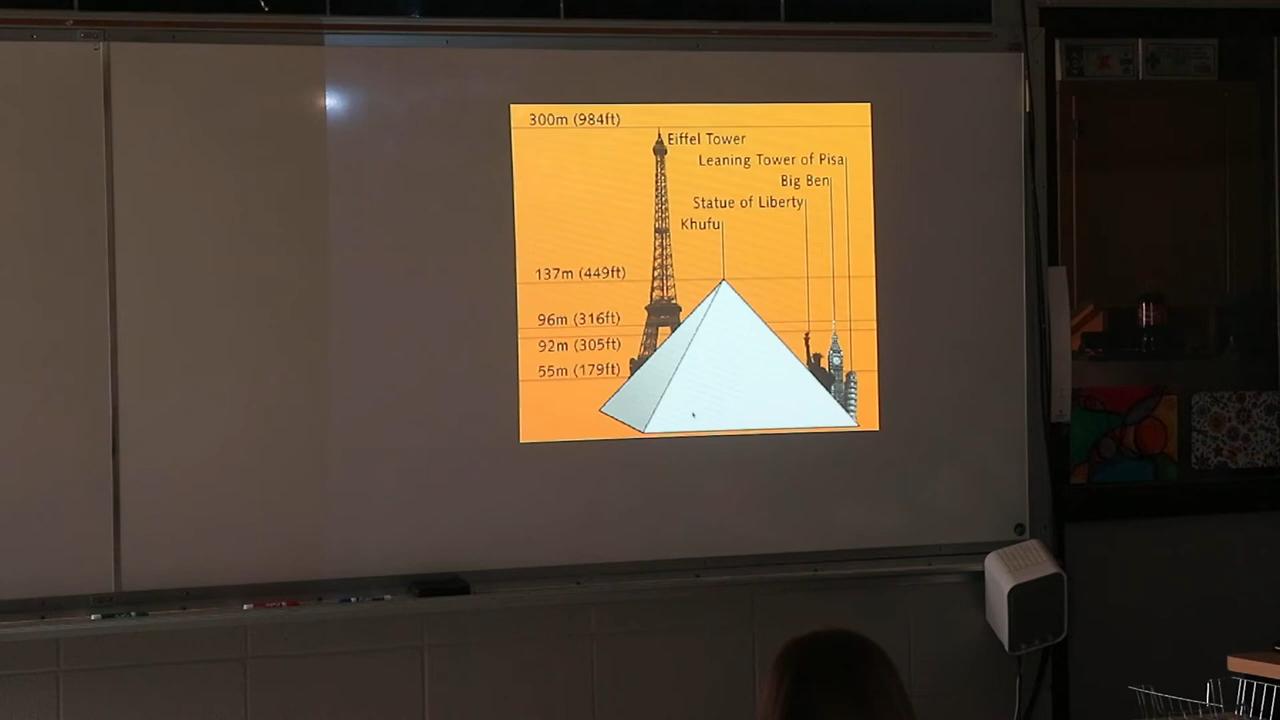 300m (984ft)
Eiffel Tower
Leaning Tower of Pisa
Big Ben
Statue of Liberty
Khufu
137m (449ft)
96m (316ft)
92m (305ft)
55m (179ft)